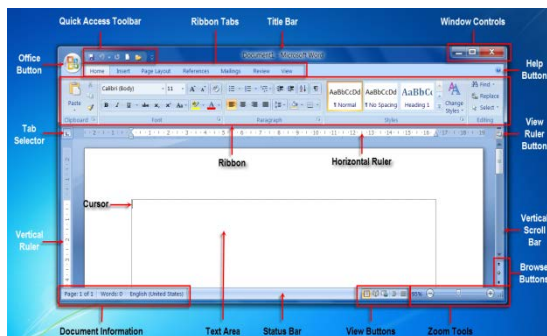 Quick Access Toolbar
Ribbon Tabs
Title Bar
Window Controls
Office
Button
Document1 - Microsoft Word
Help
Button
Home Insert Page Layout References Mailings Review View
Calibri (Body) 11
AaBbCcDd AaBbCcDd AaBbC
Paste
¶ Normal ¶ No Spacing Heading 1
Change
Styles
Find
Replace
Select
Clipboard Font Paragraph Styles Editing
Tab
Selector
View
Ruler
Button
Ribbon
Horizontal Ruler
Cursor
Vertical
Ruler
Vertical
Scroll
Bar
Browse
Buttons
Page: 1 of 1 Words: 0 English (United States)
Document Information
Text Area
Status Bar
View Buttons
Zoom Tools